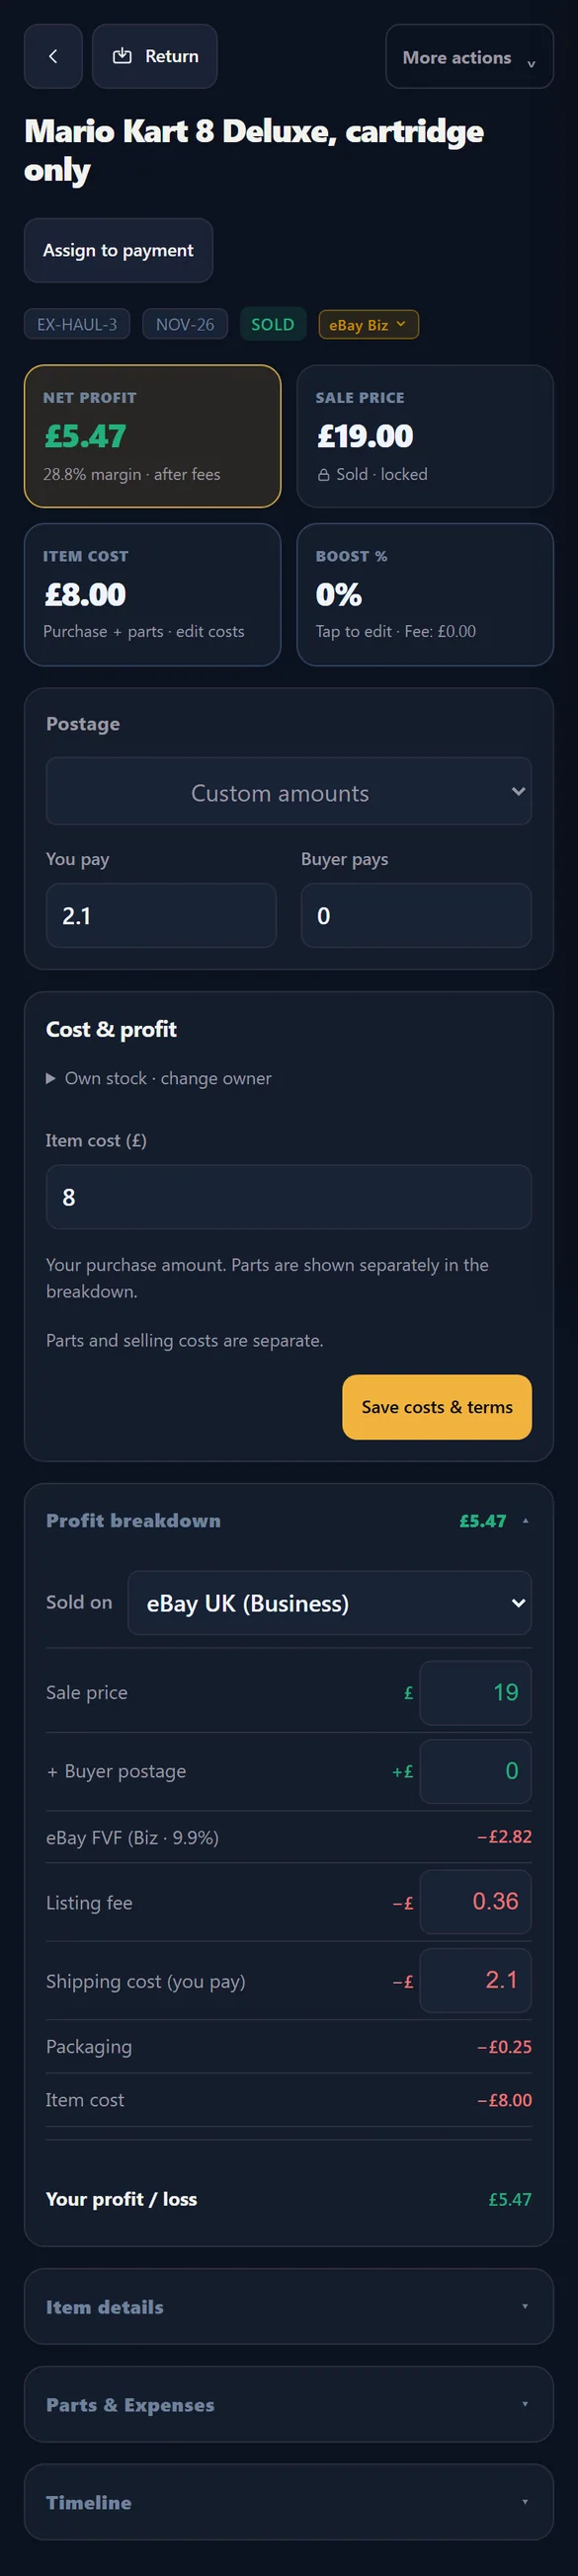 Return
More actions
Mario Kart 8 Deluxe, cartridge
only
Assign to payment
EX-HAUL-3
NOV-26
SOLD
eBay Biz
NET PROFIT
£5.47
28.8% margin · after fees
SALE PRICE
£19.00
Sold · locked
ITEM COST
£8.00
Purchase + parts · edit costs
BOOST %
0%
Tap to edit · Fee: £0.00
Postage
Custom amounts
You pay
Buyer pays
2.1
0
Cost & profit
Own stock · change owner
Item cost (£)
8
Your purchase amount. Parts are shown separately in the
breakdown.
Parts and selling costs are separate.
Save costs & terms
Profit breakdown £5.47
Sold on eBay UK (Business)
Sale price £ 19
+ Buyer postage +£ 0
eBay FVF (Biz · 9.9%) −£2.82
Listing fee −£ 0.36
Shipping cost (you pay) −£ 2.1
Packaging −£0.25
Item cost −£8.00
Your profit / loss £5.47
Item details
Parts & Expenses
Timeline